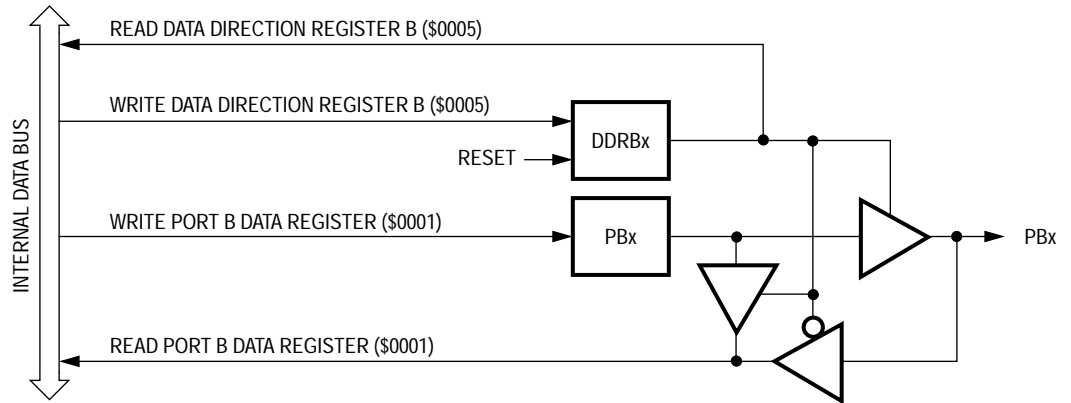 READ DATA DIRECTION REGISTER B ($0005)
WRITE DATA DIRECTION REGISTER B ($0005)
DDRBx
RESET
INTERNAL DATA BUS
WRITE PORT B DATA REGISTER ($0001)
PBx
PBx
READ PORT B DATA REGISTER ($0001)